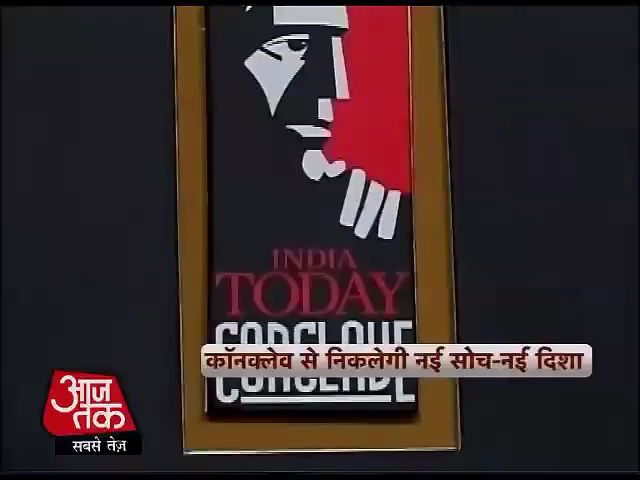 INDIA
TODAY
CONCLAVE
कॉनक्लेव से निकलेगी नई सोच-नई दिशा
आज
तक
सबसे तेज़